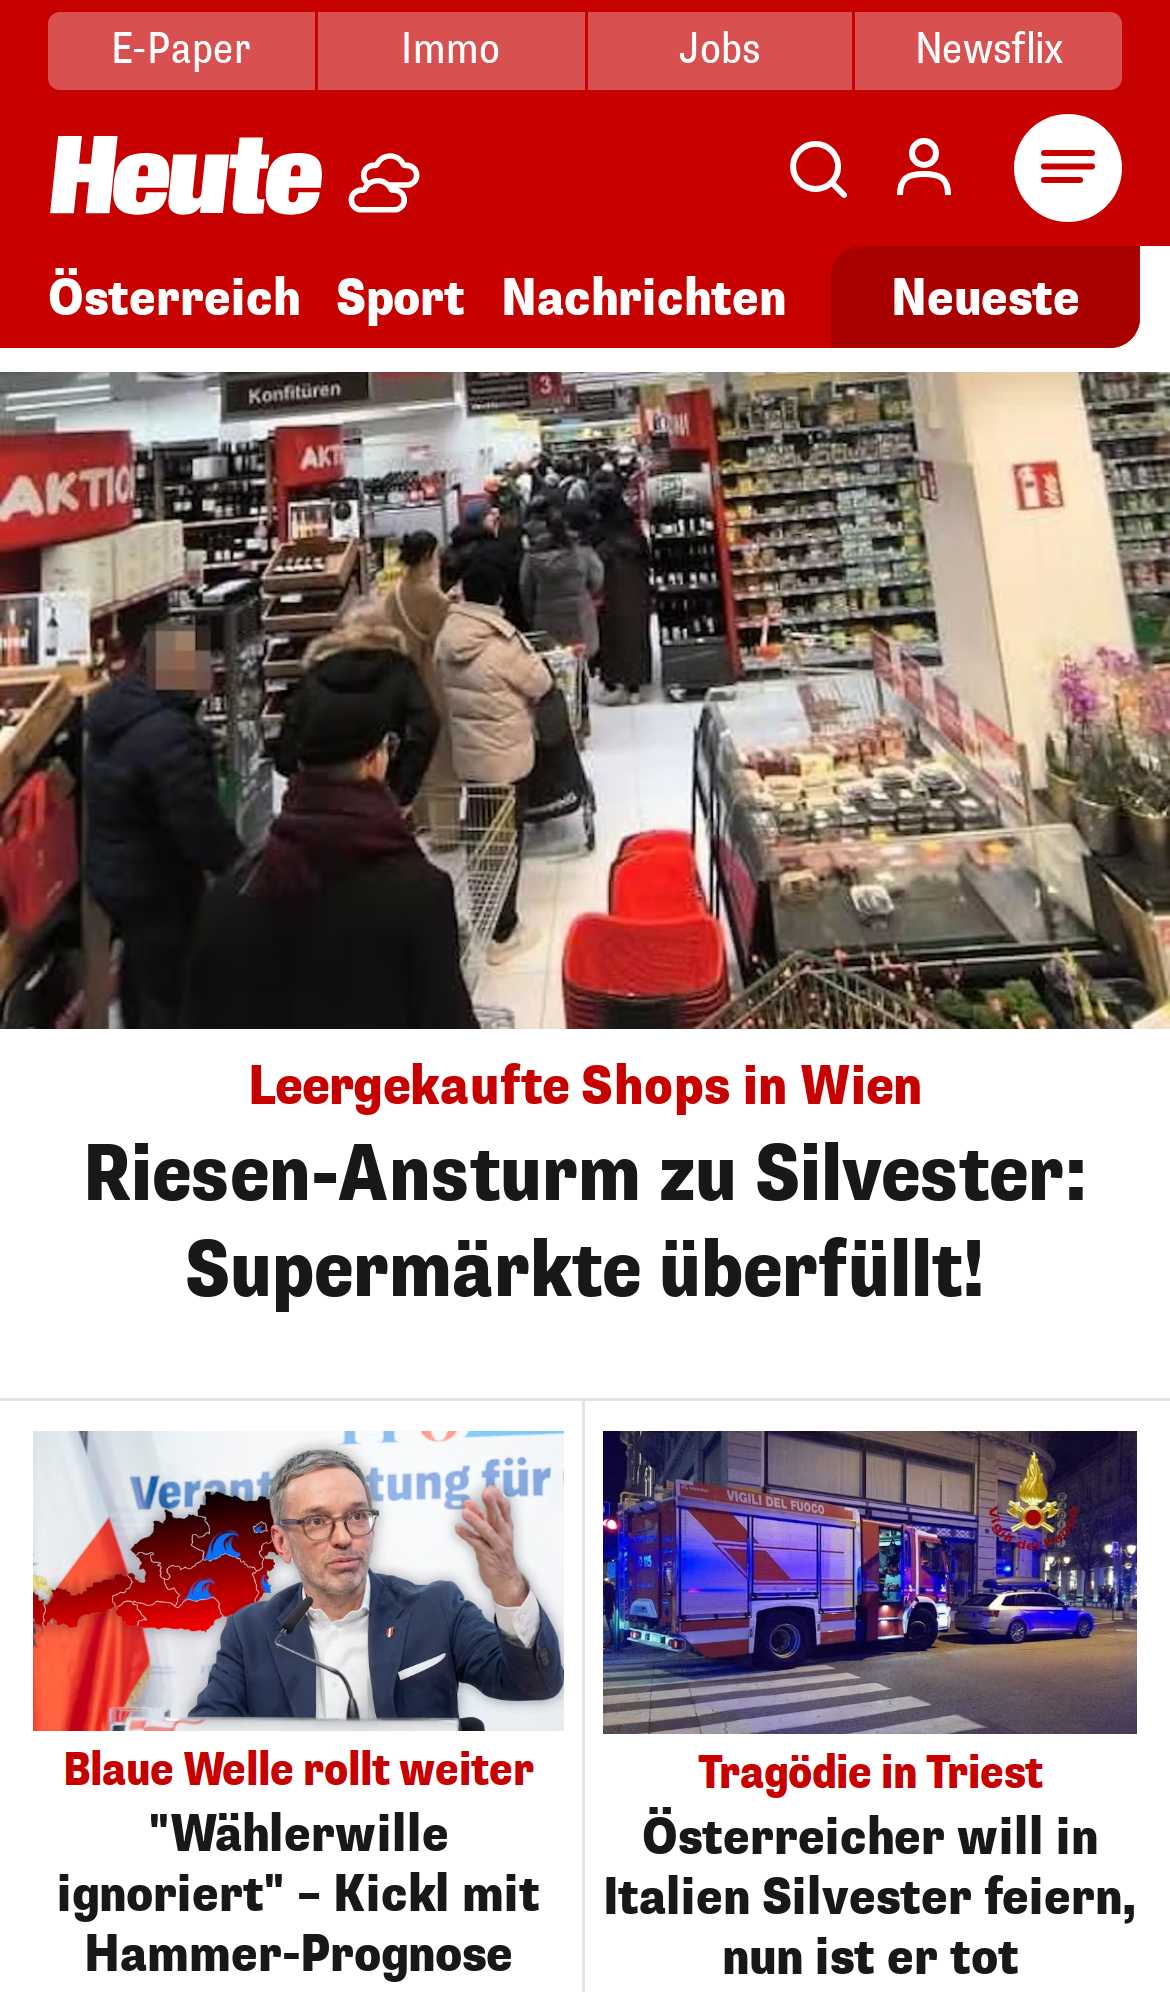 E-Paper
Immo
Jobs
Newsflix
Heute
Österreich
Sport
Nachrichten
Neueste
Konfitüren
3
AKTION
AKT
Leergekaufte Shops in Wien
Riesen-Ansturm zu Silvester:
Supermärkte überfüllt!
Verant
tung für
VIGILI DEL FUOCO
Blaue Welle rollt weiter
"Wählerwille
ignoriert" – Kickl mit
Hammer-Prognose
Tragödie in Triest
Österreicher will in
Italien Silvester feiern,
nun ist er tot